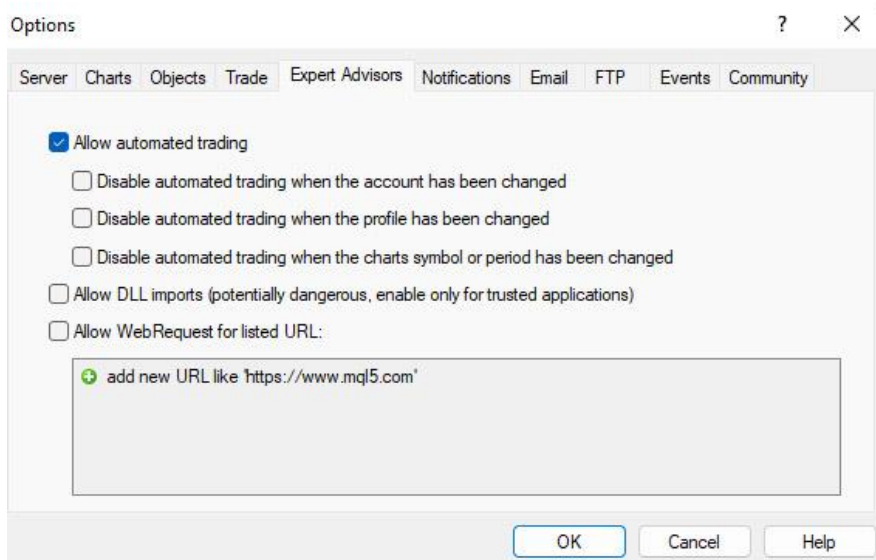 Options ?
Server Charts Objects Trade Expert Advisors Notifications Email FTP Events Community
Allow automated trading
Disable automated trading when the account has been changed
Disable automated trading when the profile has been changed
Disable automated trading when the charts symbol or period has been changed
Allow DLL imports (potentially dangerous, enable only for trusted applications)
Allow WebRequest for listed URL:
add new URL like 'https://www.mql5.com'
OK Cancel Help